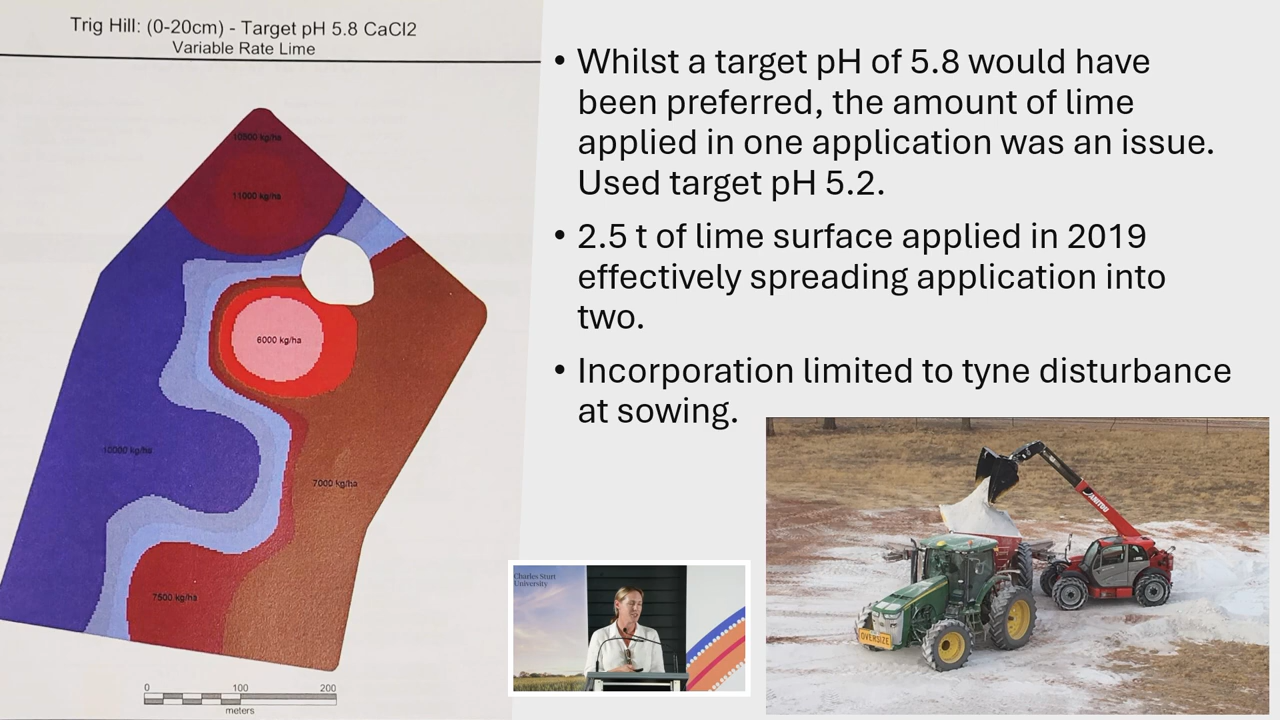 Trig Hill: (0-20cm) - Target pH 5.8 CaCl2
Variable Rate Lime
10500 kg/ha
11000 kg/ha
6000 kg/ha
10000 kg/ha
7000 kg/ha
7500 kg/ha
0 100 200
meters
• Whilst a target pH of 5.8 would have
been preferred, the amount of lime
applied in one application was an issue.
Used target pH 5.2.
• 2.5 t of lime surface applied in 2019
effectively spreading application into
two.
• Incorporation limited to tyne disturbance
at sowing.
Charles Sturt
University
MANITOU
OVERSIZE